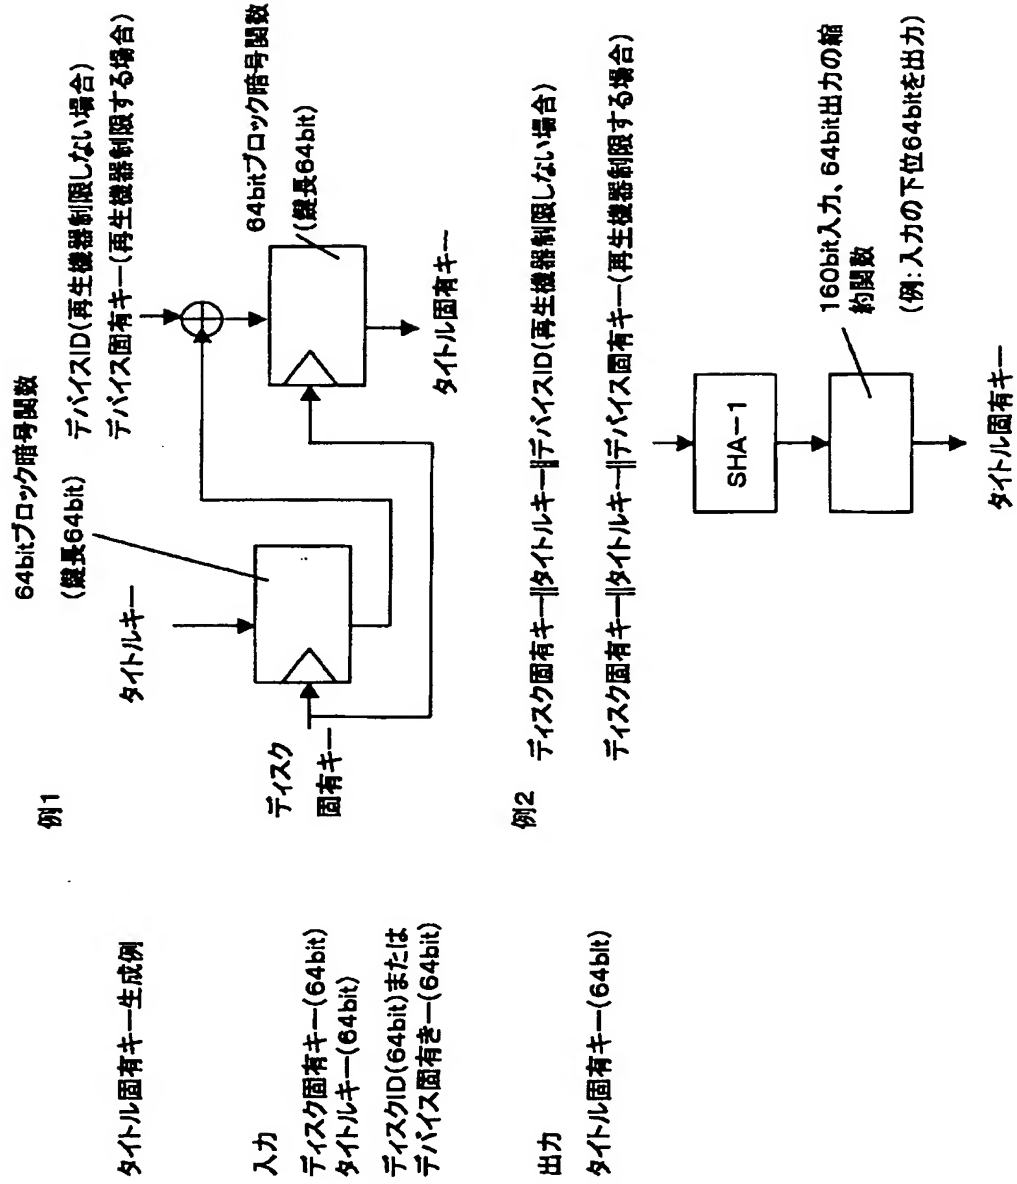 タイトル固有キー生成例
入力
ディスク固有キー(64bit)
タイトルキー(64bit)
ディスクID(64bit)または
デバイス固有きー(64bit)
出力
タイトル固有キー(64bit)
例1
64bitブロック暗号関数
(鍵長64bit)
タイトルキー
ディスク
固有キー
デバイスID(再生機器制限しない場合)
デバイス固有キー(再生機器制限する場合)
64bitブロック暗号関数
(鍵長64bit)
タイトル固有キー
例2
ディスク固有キー||タイトルキー||デバイスID(再生機器制限しない場合)
ディスク固有キー||タイトルキー||デバイス固有キー(再生機器制限する場合)
SHA-1
160bit入力、64bit出力の縮
約関数
(例:入力の下位64bitを出力)
タイトル固有キー